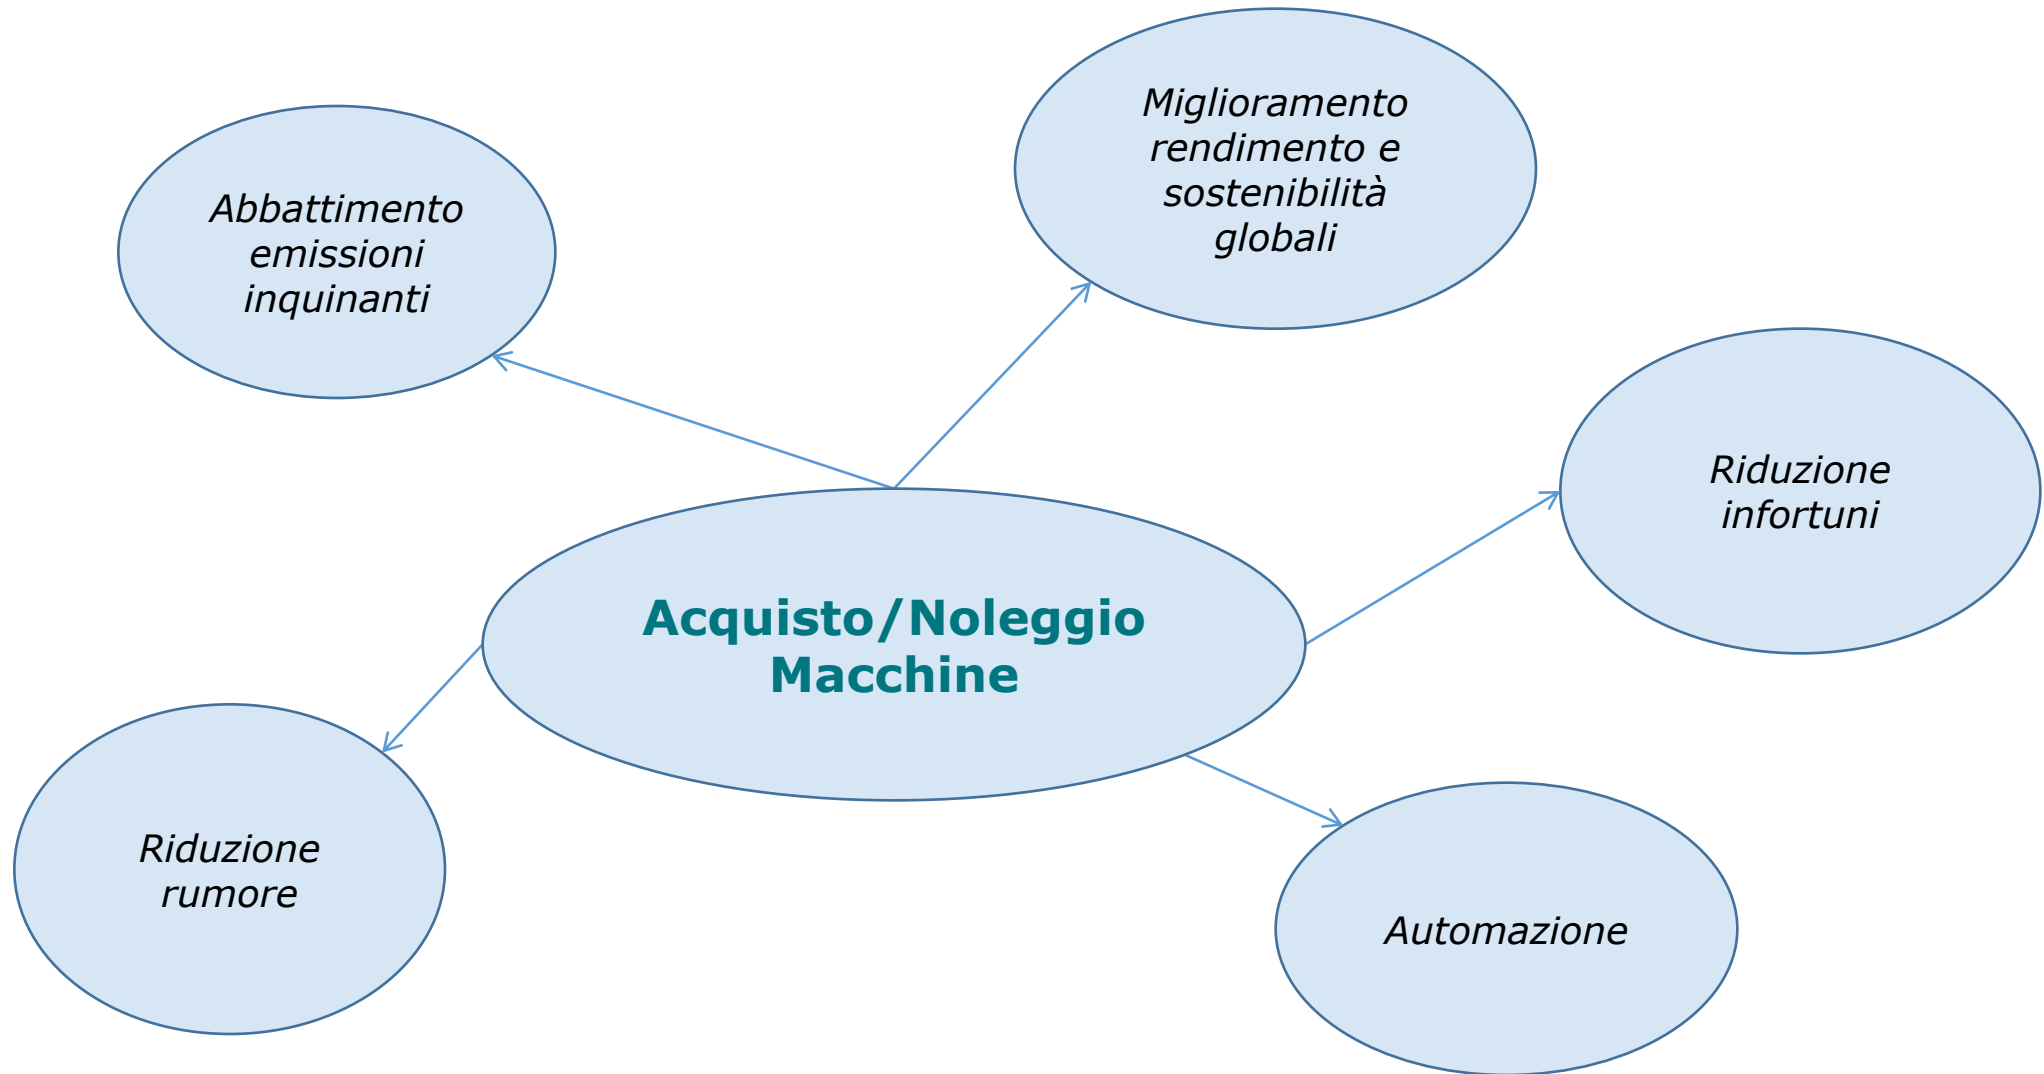 Miglioramento
rendimento e
sostenibilità
globali
Abbattimento
emissioni
inquinanti
Riduzione
infortuni
Acquisto/Noleggio
Macchine
Riduzione
rumore
Automazione